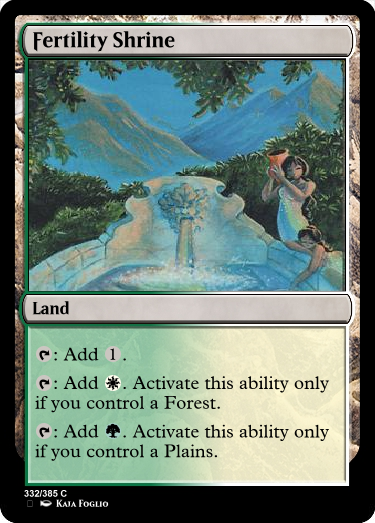 Fertility Shrine
Land
: Add 1.
: Add . Activate this ability only
if you control a Forest.
: Add . Activate this ability only
if you control a Plains.
332/385 C
Kaja Foglio